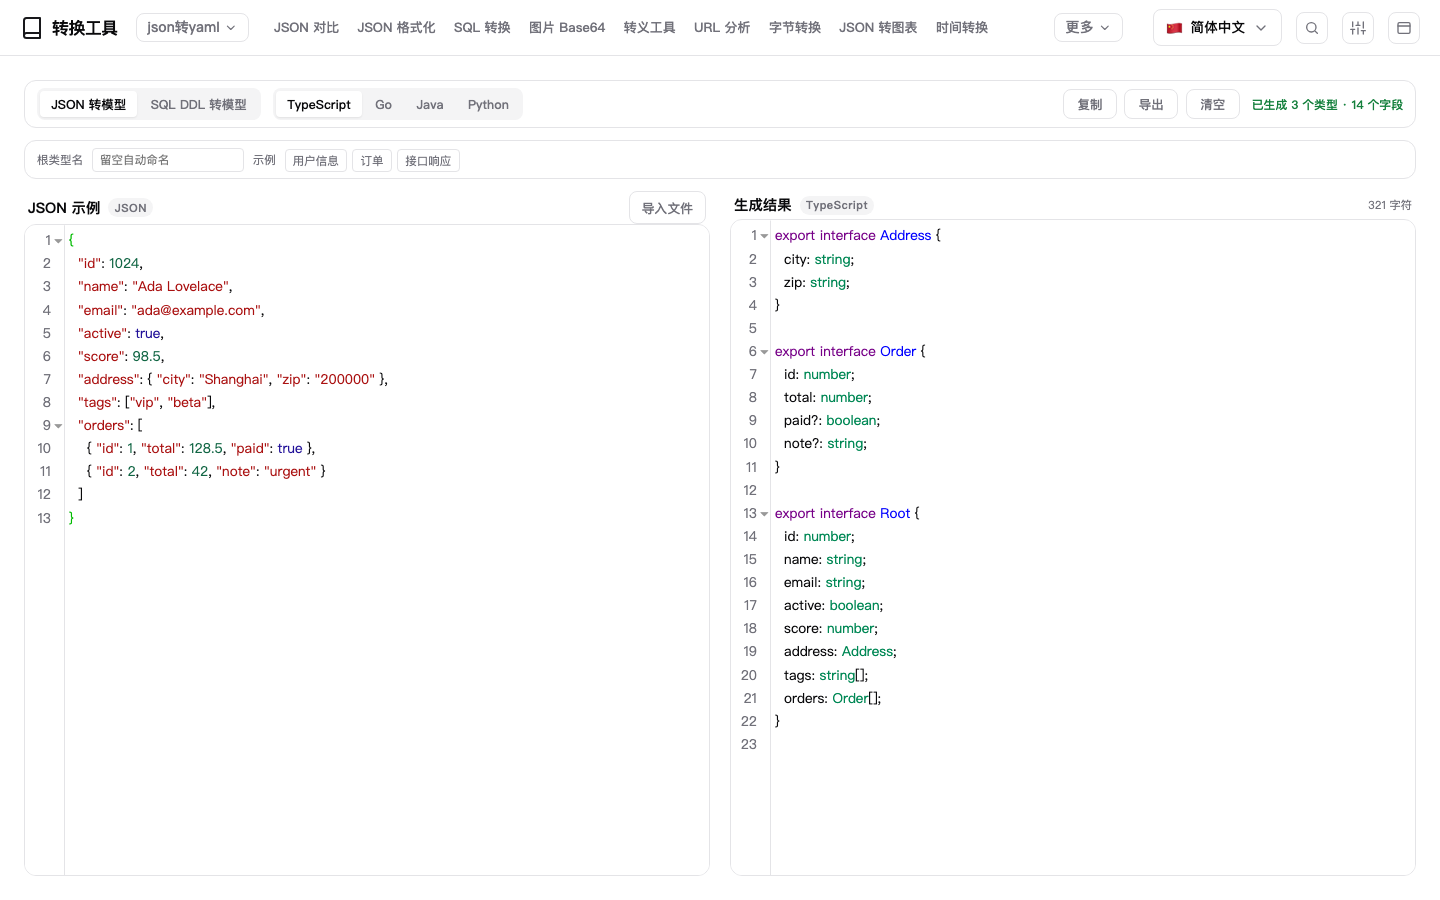 转换工具 json转yaml JSON 对比 JSON 格式化 SQL 转换 图片 Base64 转义工具 URL 分析 字节转换 JSON 转图表 时间转换 更多 🇨🇳 简体中文
JSON 转模型 SQL DDL 转模型 TypeScript Go Java Python 复制 导出 清空 已生成 3 个类型 · 14 个字段
根类型名 留空自动命名 示例 用户信息 订单 接口响应
JSON 示例 JSON 导入文件
1 {
2 "id": 1024,
3 "name": "Ada Lovelace",
4 "email": "ada@example.com",
5 "active": true,
6 "score": 98.5,
7 "address": { "city": "Shanghai", "zip": "200000" },
8 "tags": ["vip", "beta"],
9 "orders": [
10 { "id": 1, "total": 128.5, "paid": true },
11 { "id": 2, "total": 42, "note": "urgent" }
12 ]
13 }
生成结果 TypeScript 321 字符
1 export interface Address {
2 city: string;
3 zip: string;
4 }
5
6 export interface Order {
7 id: number;
8 total: number;
9 paid?: boolean;
10 note?: string;
11 }
12
13 export interface Root {
14 id: number;
15 name: string;
16 email: string;
17 active: boolean;
18 score: number;
19 address: Address;
20 tags: string[];
21 orders: Order[];
22 }
23